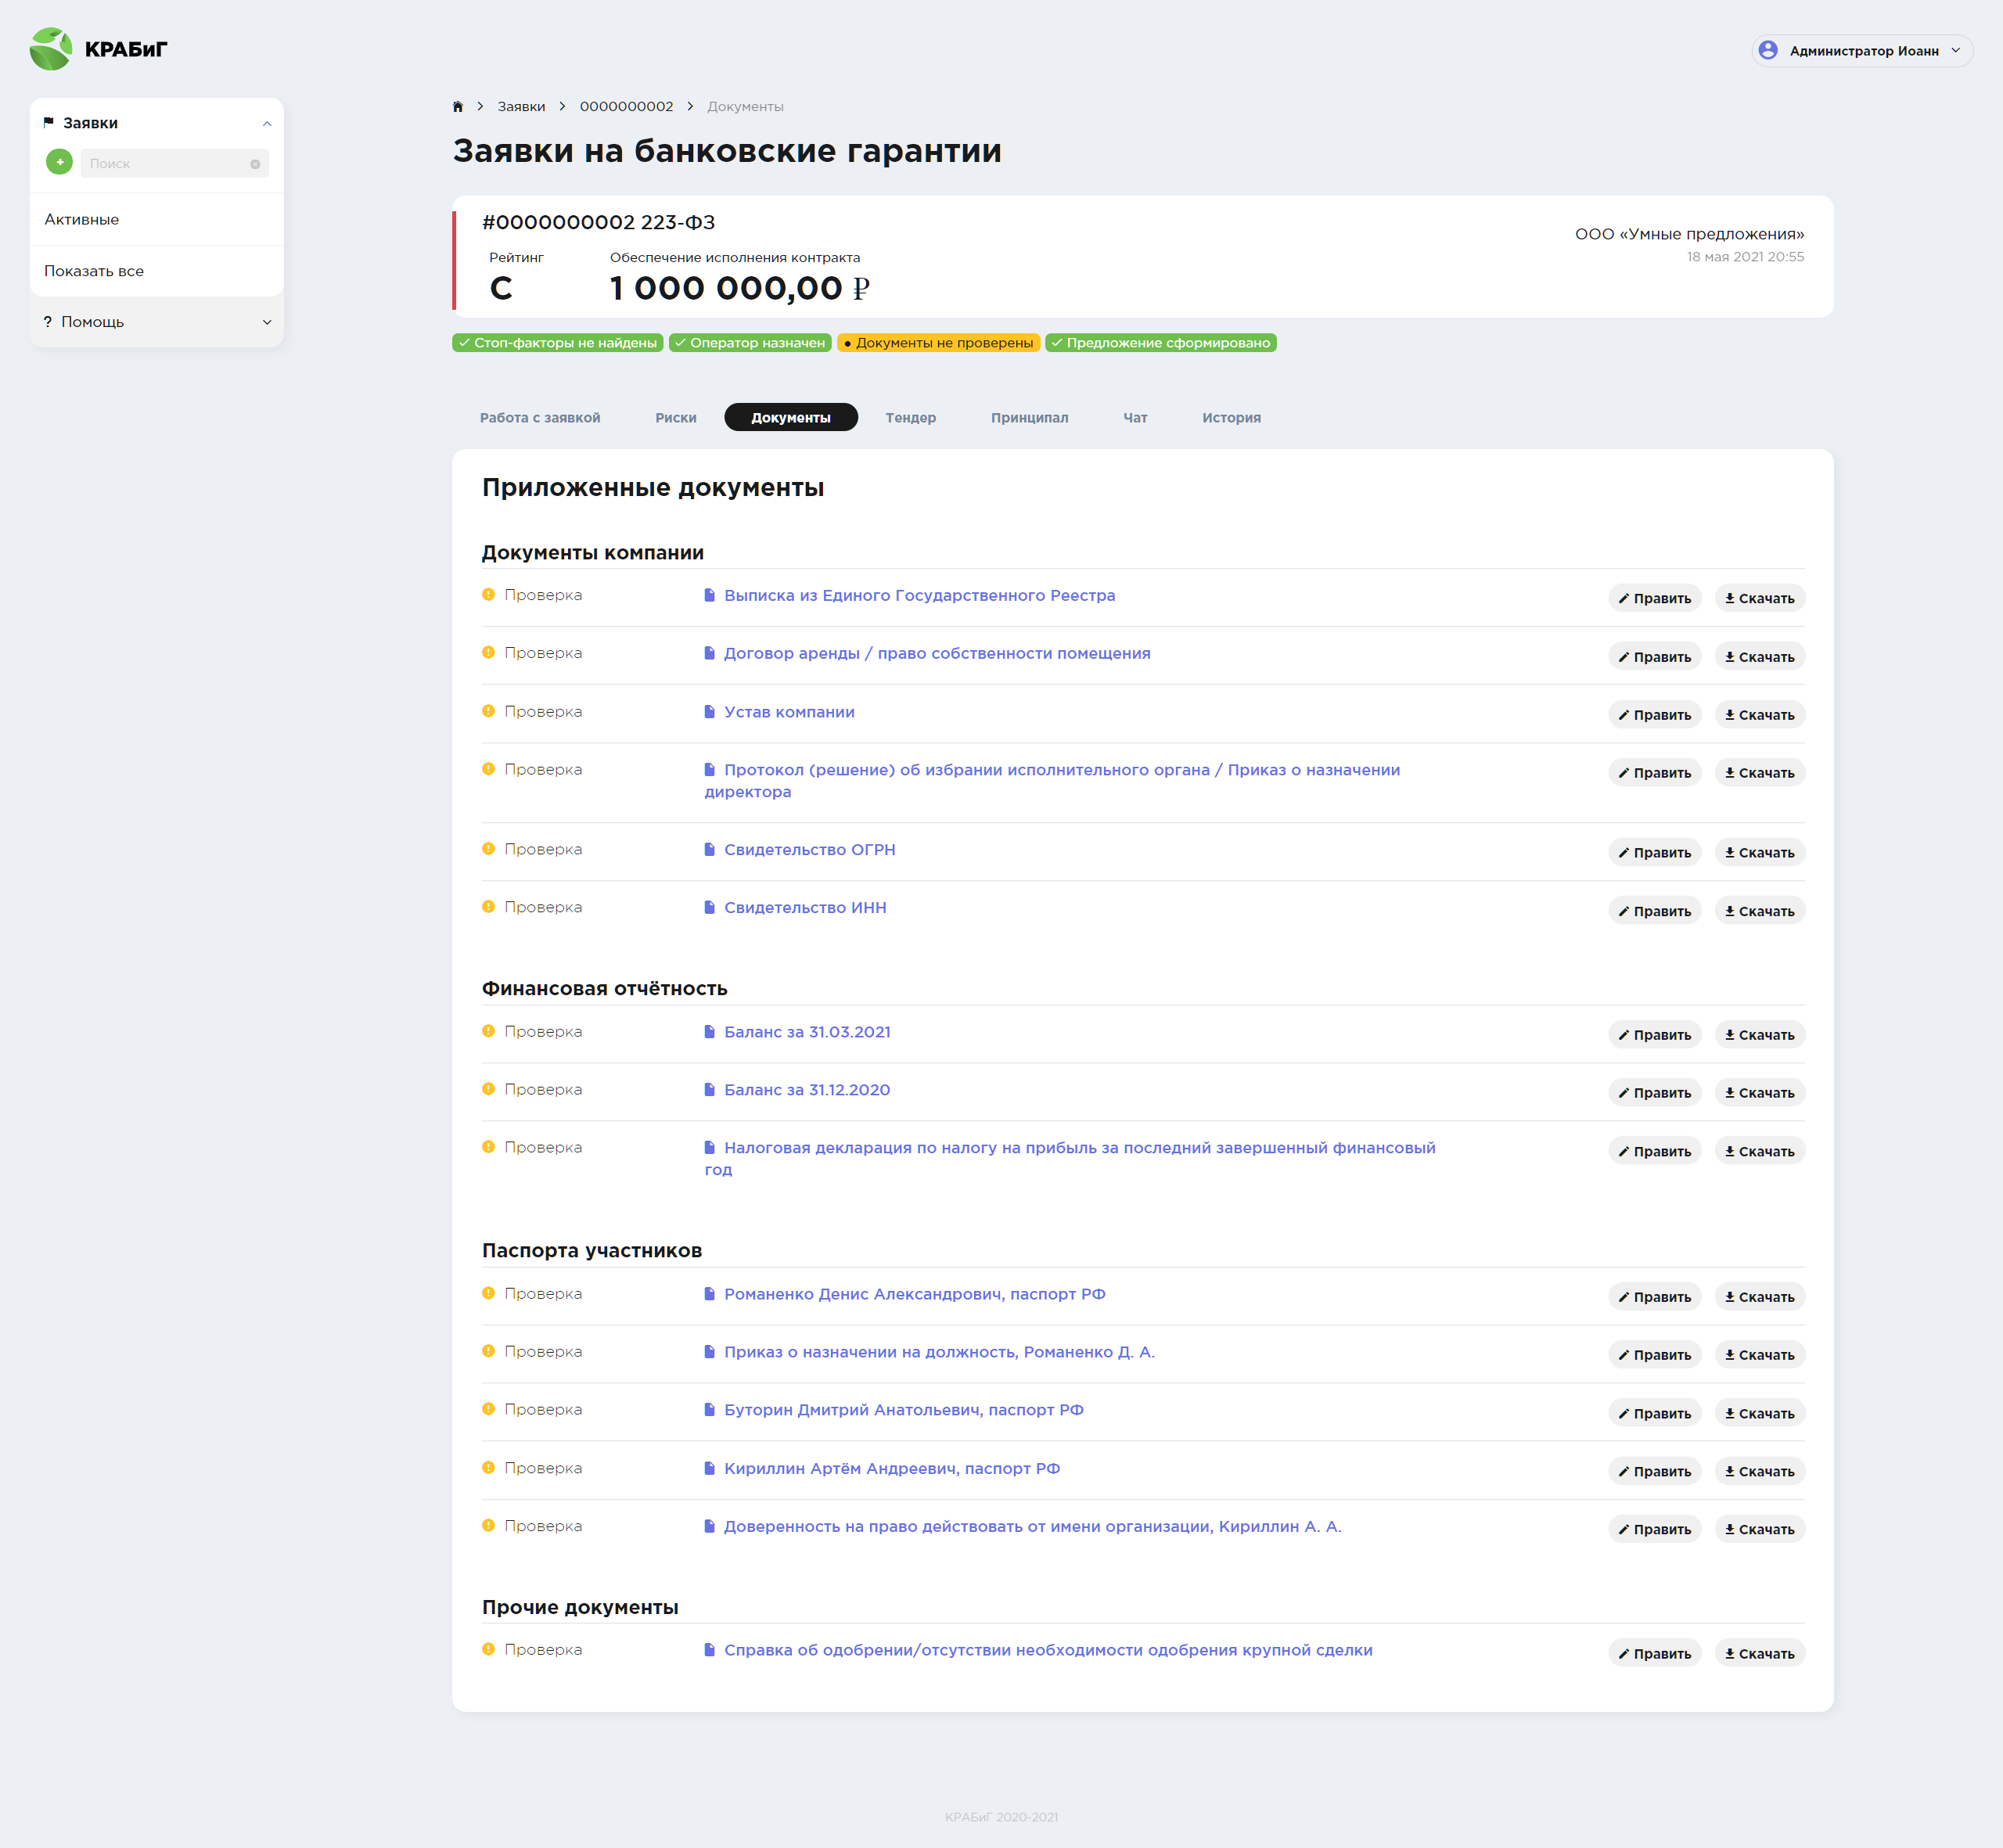 КРАБиГ
Администратор Иоанн
Заявки
+
Поиск
Активные
Показать все
? Помощь
Заявки 0000000002 Документы
Заявки на банковские гарантии
#0000000002 223-ФЗ
ООО «Умные предложения»
18 мая 2021 20:55
Рейтинг Обеспечение исполнения контракта
C 1 000 000,00 ₽
Стоп-факторы не найдены Оператор назначен Документы не проверены Предложение сформировано
Работа с заявкой Риски Документы Тендер Принципал Чат История
Приложенные документы
Документы компании
Проверка Выписка из Единого Государственного Реестра Править Скачать
Проверка Договор аренды / право собственности помещения Править Скачать
Проверка Устав компании Править Скачать
Проверка Протокол (решение) об избрании исполнительного органа / Приказ о назначении Править Скачать
директора
Проверка Свидетельство ОГРН Править Скачать
Проверка Свидетельство ИНН Править Скачать
Финансовая отчётность
Проверка Баланс за 31.03.2021 Править Скачать
Проверка Баланс за 31.12.2020 Править Скачать
Проверка Налоговая декларация по налогу на прибыль за последний завершенный финансовый Править Скачать
год
Паспорта участников
Проверка Романенко Денис Александрович, паспорт РФ Править Скачать
Проверка Приказ о назначении на должность, Романенко Д. А. Править Скачать
Проверка Буторин Дмитрий Анатольевич, паспорт РФ Править Скачать
Проверка Кириллин Артём Андреевич, паспорт РФ Править Скачать
Проверка Доверенность на право действовать от имени организации, Кириллин А. А. Править Скачать
Прочие документы
Проверка Справка об одобрении/отсутствии необходимости одобрения крупной сделки Править Скачать
КРАБиГ 2020-2021